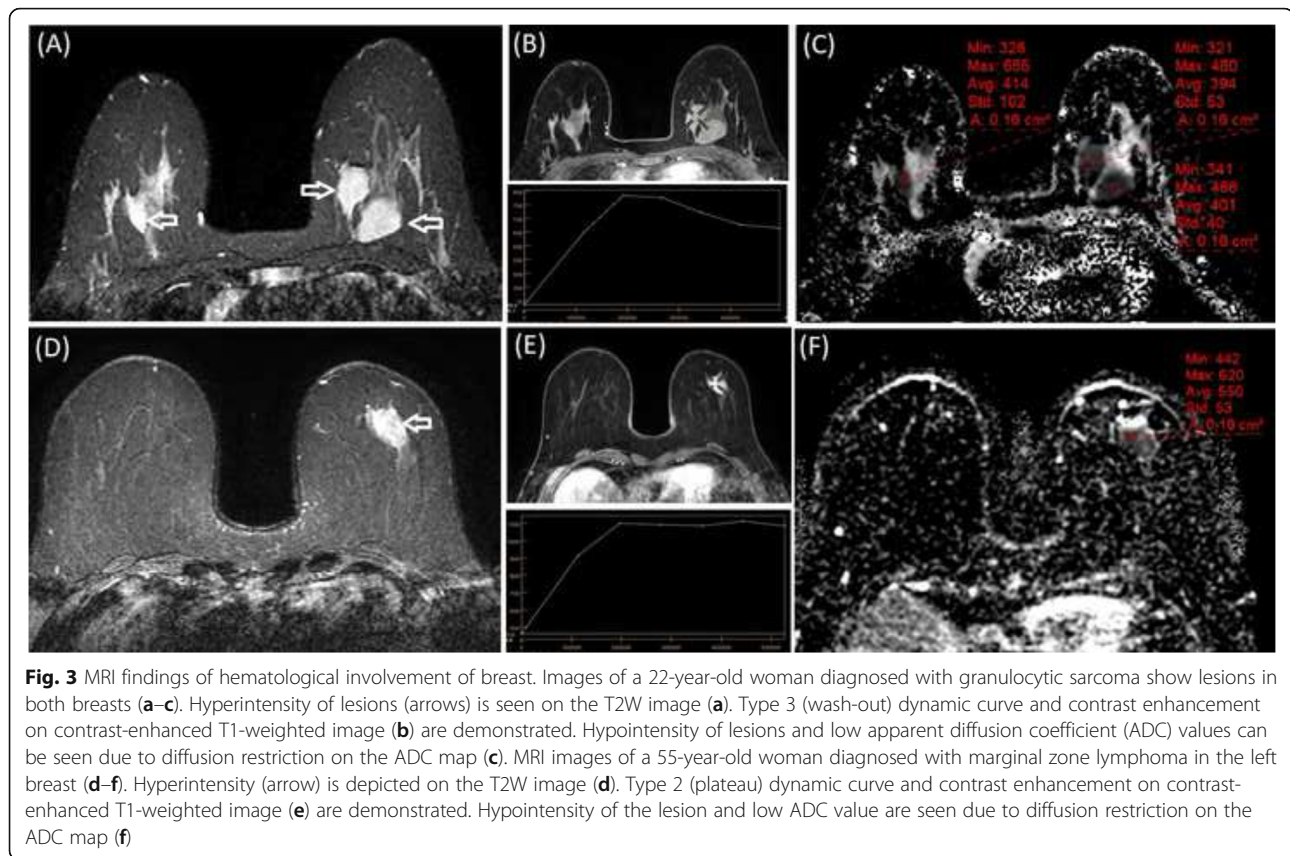 (A)
(B)
(C)
Min: 326
Max: 666
Avg: 414
Std: 102
A: 0.16 cm²
Min: 321
Max: 480
Avg: 394
Std: 53
A: 0.16 cm²
Min: 341
Max: 466
Avg: 401
Std: 40
A: 0.16 cm²
(D)
(E)
(F)
Min: 442
Max: 620
Avg: 550
Std: 53
A: 0.16 cm²
Fig. 3 MRI findings of hematological involvement of breast. Images of a 22-year-old woman diagnosed with granulocytic sarcoma show lesions in
both breasts (a–c). Hyperintensity of lesions (arrows) is seen on the T2W image (a). Type 3 (wash-out) dynamic curve and contrast enhancement
on contrast-enhanced T1-weighted image (b) are demonstrated. Hypointensity of lesions and low apparent diffusion coefficient (ADC) values can
be seen due to diffusion restriction on the ADC map (c). MRI images of a 55-year-old woman diagnosed with marginal zone lymphoma in the left
breast (d–f). Hyperintensity (arrow) is depicted on the T2W image (d). Type 2 (plateau) dynamic curve and contrast enhancement on contrast-
enhanced T1-weighted image (e) are demonstrated. Hypointensity of the lesion and low ADC value are seen due to diffusion restriction on the
ADC map (f)